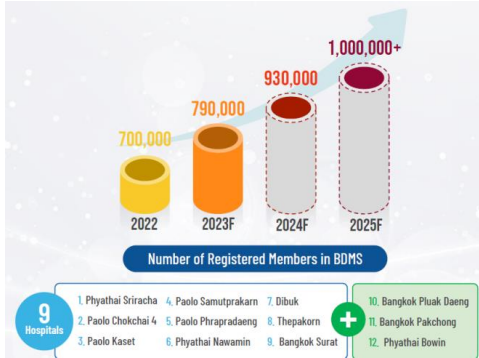 1,000,000+
930,000
790,000
700,000
2022 2023F 2024F 2025F
Number of Registered Members in BDMS
9
Hospitals
1. Phyathai Sriracha
2. Paolo Chokchai 4
3. Paolo Kaset
4. Paolo Samutprakarn
5. Paolo Phrapradaeng
6. Phyathai Nawamin
7. Dibuk
8. Thepakorn
9. Bangkok Surat
+
10. Bangkok Pluak Daeng
11. Bangkok Pakchong
12. Phyathai Bowin